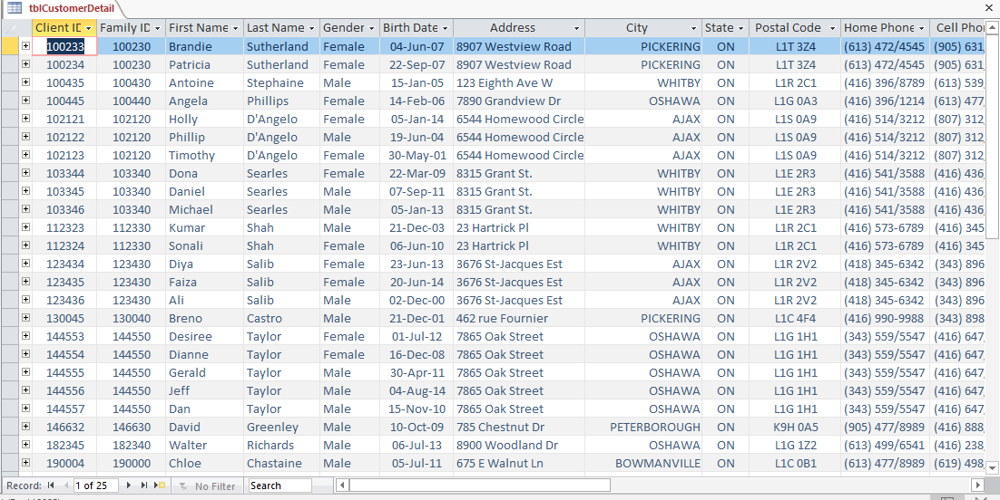 tblCustomerDetail
Client ID Family ID First Name Last Name Gender Birth Date Address City State Postal Code Home Phone Cell Pho
100233 100230 Brandie Sutherland Female 04-Jun-07 8907 Westview Road PICKERING ON L1T 3Z4 (613) 472/4545 (905) 631,
100234 100230 Patricia Sutherland Female 22-Sep-07 8907 Westview Road PICKERING ON L1T 3Z4 (613) 472/4545 (905) 631,
100435 100430 Antoine Stephaine Male 15-Jan-05 123 Eighth Ave W WHITBY ON L1R 2C1 (416) 396/8789 (613) 539,
100445 100440 Angela Phillips Female 14-Feb-06 7890 Grandview Dr OSHAWA ON L1G 0A3 (416) 396/1214 (613) 477,
102121 102120 Holly D'Angelo Female 05-Jan-14 6544 Homewood Circle AJAX ON L1S 0A9 (416) 514/3212 (807) 312,
102122 102120 Phillip D'Angelo Male 19-Jun-04 6544 Homewood Circle AJAX ON L1S 0A9 (416) 514/3212 (807) 312,
102123 102120 Timothy D'Angelo Female 30-May-01 6544 Homewood Circle AJAX ON L1S 0A9 (416) 514/3212 (807) 312,
103344 103340 Dona Searles Female 22-Mar-09 8315 Grant St. WHITBY ON L1E 2R3 (416) 541/3588 (416) 436,
103345 103340 Daniel Searles Male 07-Sep-11 8315 Grant St. WHITBY ON L1E 2R3 (416) 541/3588 (416) 436,
103346 103340 Michael Searles Male 05-Jan-13 8315 Grant St. WHITBY ON L1E 2R3 (416) 541/3588 (416) 436,
112323 112330 Kumar Shah Male 21-Dec-03 23 Hartrick Pl WHITBY ON L1R 2C1 (416) 573-6789 (416) 345
112324 112330 Sonali Shah Female 06-Jun-10 23 Hartrick Pl WHITBY ON L1R 2C1 (416) 573-6789 (416) 345
123434 123430 Diya Salib Female 23-Jun-13 3676 St-Jacques Est AJAX ON L1R 2V2 (418) 345-6342 (343) 896
123435 123430 Faiza Salib Female 20-Jun-14 3676 St-Jacques Est AJAX ON L1R 2V2 (418) 345-6342 (343) 896
123436 123430 Ali Salib Male 02-Dec-00 3676 St-Jacques Est AJAX ON L1R 2V2 (418) 345-6342 (343) 896
130045 130040 Breno Castro Male 21-Dec-01 462 rue Fournier PICKERING ON L1C 4F4 (416) 990-9988 (343) 898
144553 144550 Desiree Taylor Female 01-Jul-12 7865 Oak Street OSHAWA ON L1G 1H1 (343) 559/5547 (416) 647,
144554 144550 Dianne Taylor Female 16-Dec-08 7865 Oak Street OSHAWA ON L1G 1H1 (343) 559/5547 (416) 647,
144555 144550 Gerald Taylor Male 30-Apr-11 7865 Oak Street OSHAWA ON L1G 1H1 (343) 559/5547 (416) 647,
144556 144550 Jeff Taylor Male 04-Aug-14 7865 Oak Street OSHAWA ON L1G 1H1 (343) 559/5547 (416) 647,
144557 144550 Dan Taylor Male 15-Nov-10 7865 Oak Street OSHAWA ON L1G 1H1 (343) 559/5547 (416) 647,
146632 146630 David Greenley Male 10-Oct-09 785 Chestnut Dr PETERBOROUGH ON K9H 0A5 (905) 477/8989 (416) 888,
182345 182340 Walter Richards Male 06-Jul-13 8900 Woodland Dr OSHAWA ON L1G 1Z2 (613) 499/6541 (416) 238,
190004 190000 Chloe Chastaine Male 05-Jul-11 675 E Walnut Ln BOWMANVILLE ON L1C 0B1 (613) 477/8989 (619) 498,
Record: 1 of 25 No Filter Search